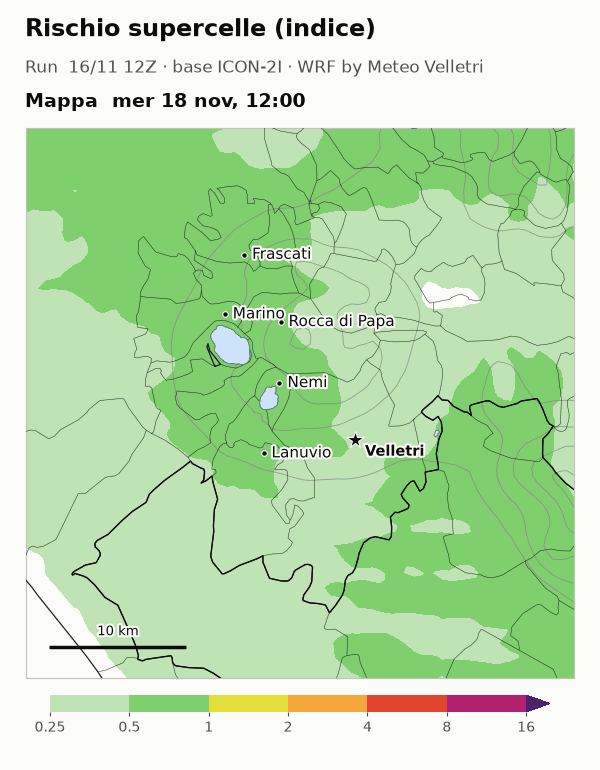 Rischio supercelle (indice)
Run  16/11 12Z · base ICON-2I · WRF by Meteo Velletri
Mappa  mer 18 nov, 12:00
Frascati
Marino
Rocca di Papa
Nemi
Velletri
Lanuvio
10 km
0.25 0.5 1 2 4 8 16